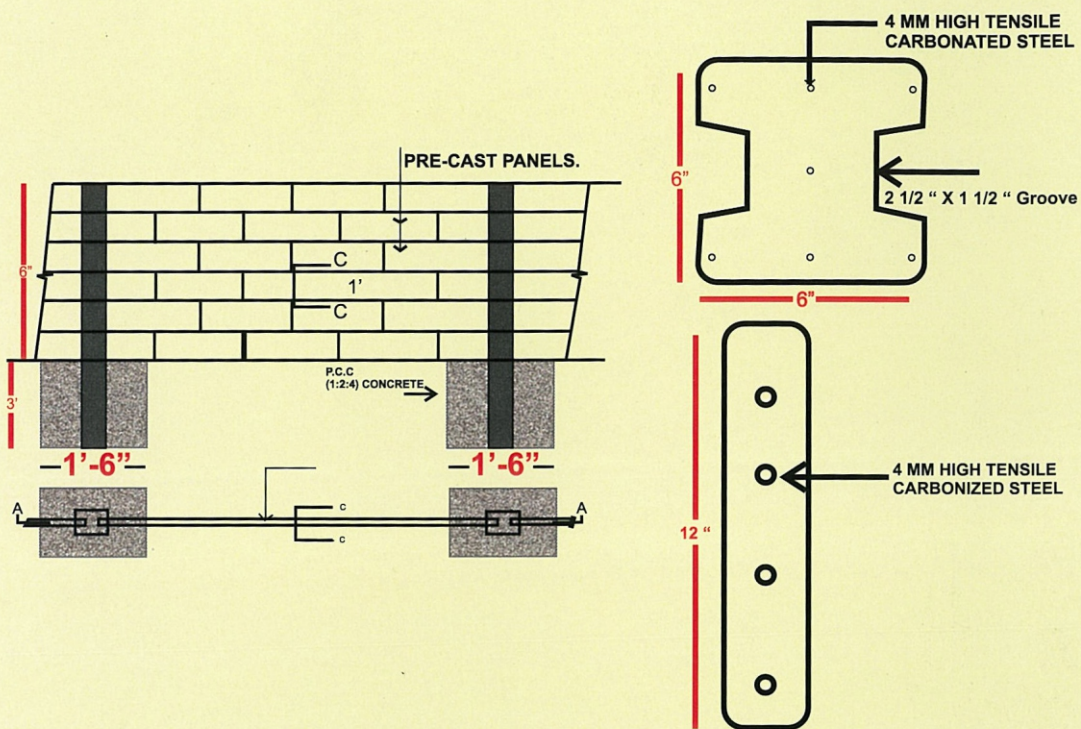 4 MM HIGH TENSILE
CARBONATED STEEL
PRE-CAST PANELS.
6"
2 1/2 " X 1 1/2 " Groove
6"
6"
C
1'
C
P.C.C
(1:2:4) CONCRETE
3'
1'-6"
1'-6"
A
c
c
A
12 "
4 MM HIGH TENSILE
CARBONIZED STEEL